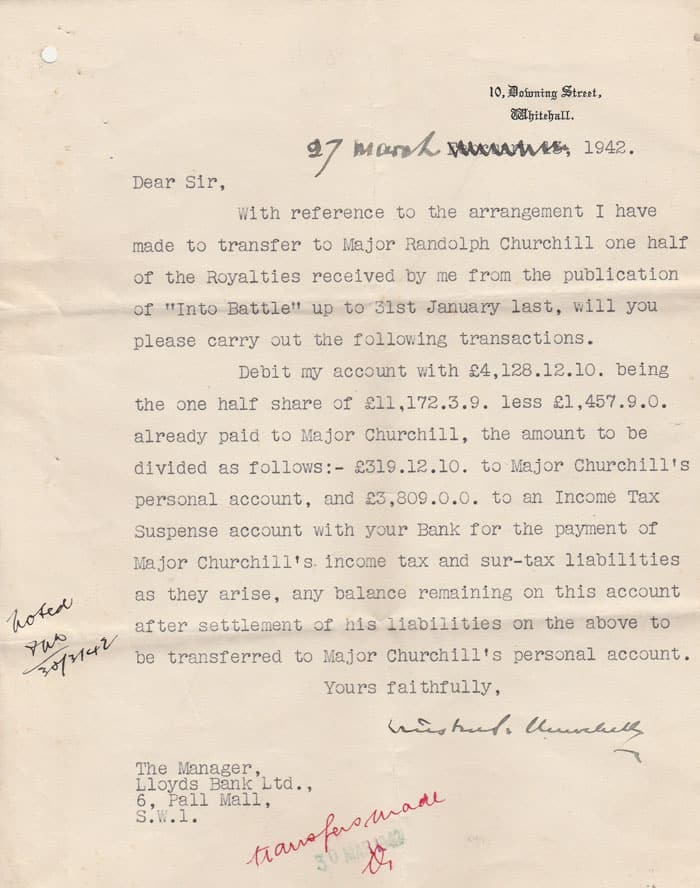 10, Downing Street,
Whitehall.
27 March, 1942.
Dear Sir,
With reference to the arrangement I have
made to transfer to Major Randolph Churchill one half
of the Royalties received by me from the publication
of "Into Battle" up to 31st January last, will you
please carry out the following transactions.
Debit my account with £4,128.12.10. being
the one half share of £11,172.3.9. less £1,457.9.0.
already paid to Major Churchill, the amount to be
divided as follows:- £319.12.10. to Major Churchill's
personal account, and £3,809.0.0. to an Income Tax
Suspense account with your Bank for the payment of
Major Churchill's income tax and sur-tax liabilities
as they arise, any balance remaining on this account
after settlement of his liabilities on the above to
be transferred to Major Churchill's personal account.
Yours faithfully,
Winston S. Churchill
noted
30/3/42
The Manager,
Lloyds Bank Ltd.,
6, Pall Mall,
S.W.1.
transfers made
30 MAR 1942